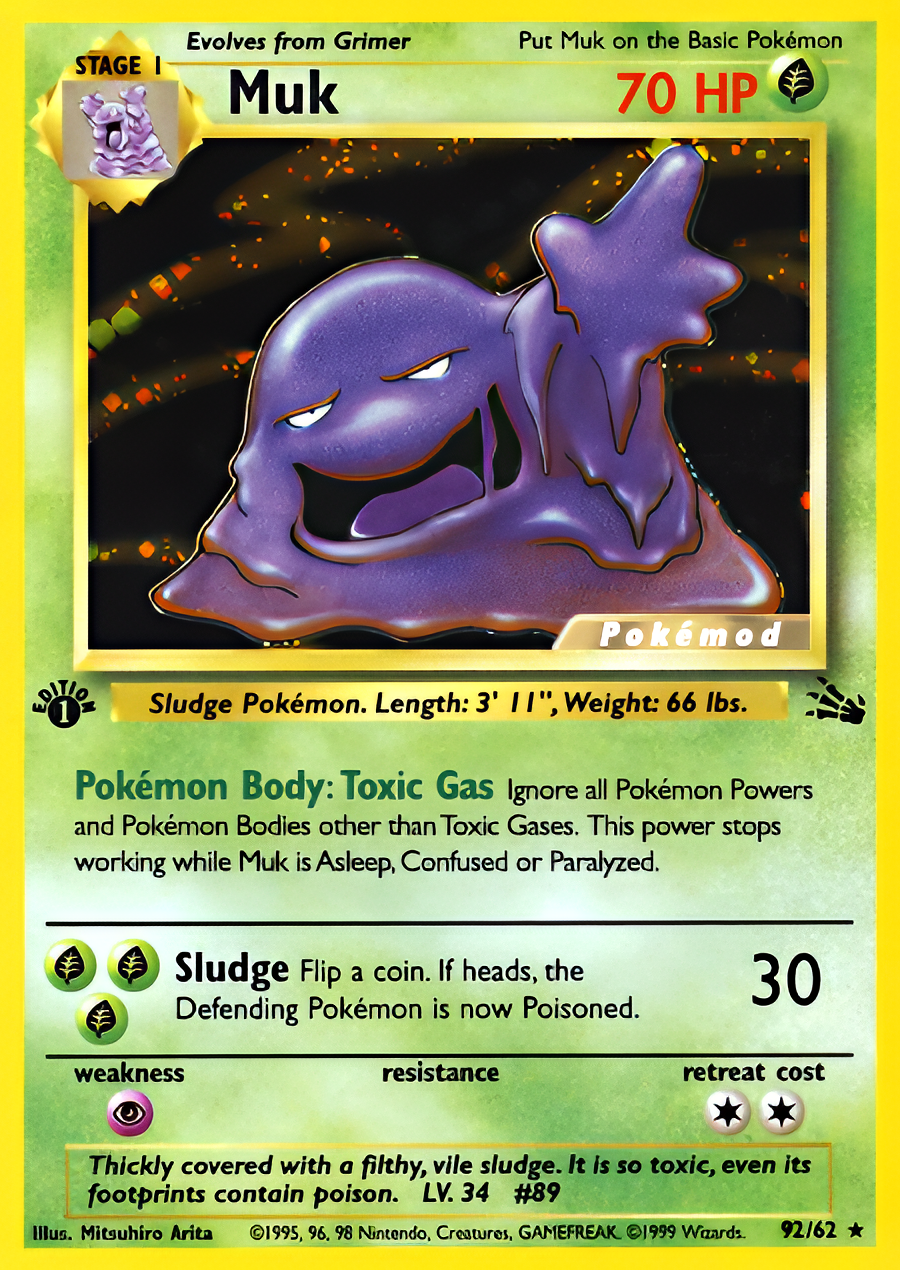 Evolves from Grimer
Put Muk on the Basic Pokémon
STAGE 1
Muk
70 HP
Pokémod
EDITION
1
Sludge Pokémon. Length: 3' 11", Weight: 66 lbs.
Pokémon Body: Toxic Gas Ignore all Pokémon Powers
and Pokémon Bodies other than Toxic Gases. This power stops
working while Muk is Asleep, Confused or Paralyzed.
Sludge Flip a coin. If heads, the
Defending Pokémon is now Poisoned.
30
weakness
resistance
retreat cost
Thickly covered with a filthy, vile sludge. It is so toxic, even its
footprints contain poison. LV. 34 #89
Illus. Mitsuhiro Arita
©1995, 96, 98 Nintendo, Creatures, GAMEFREAK. ©1999 Wizards.
92/62